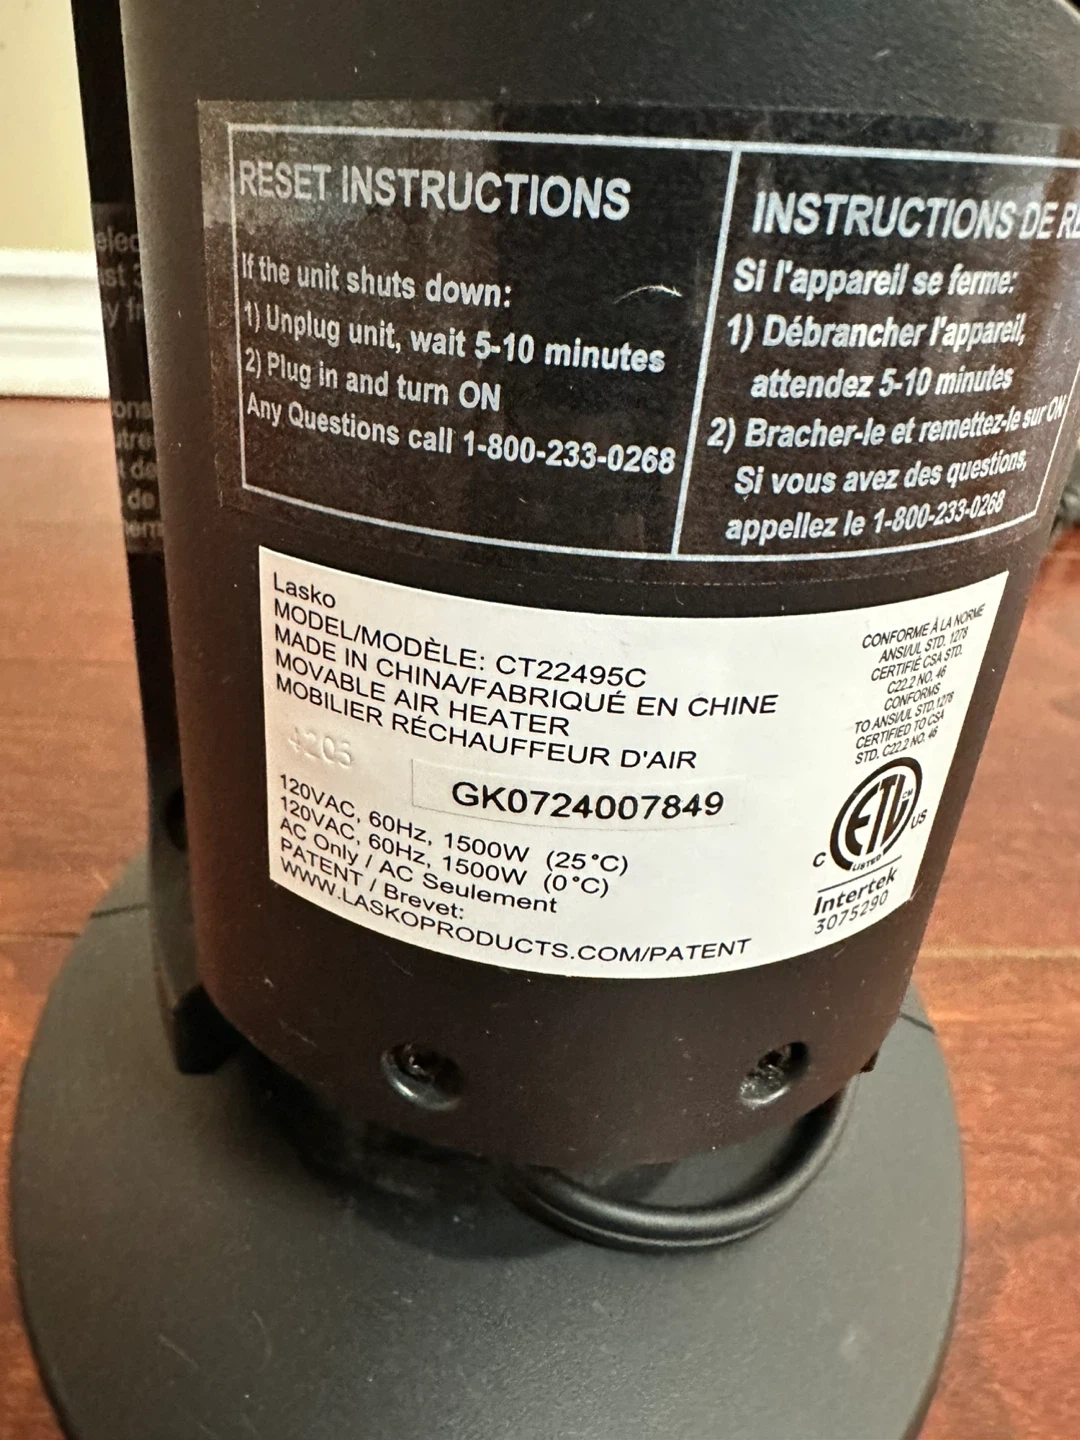 RESET INSTRUCTIONS
If the unit shuts down:
1) Unplug unit, wait 5-10 minutes
2) Plug in and turn ON
Any Questions call 1-800-233-0268
INSTRUCTIONS DE
Si l'appareil se ferme:
1) Débrancher l'appareil,
attendez 5-10 minutes
2) Bracher-le et remettez-le sur ON
Si vous avez des questions,
appellez le 1-800-233-0268
Lasko
MODEL/MODÈLE: CT22495C
MADE IN CHINA/FABRIQUÉ EN CHINE
MOVABLE AIR HEATER
MOBILIER RÉCHAUFFEUR D'AIR
4205
GK0724007849
120VAC, 60Hz, 1500W (25°C)
120VAC, 60Hz, 1500W (0°C)
AC Only / AC Seulement
PATENT / Brevet:
WWW.LASKOPRODUCTS.COM/PATENT
CONFORME À LA NORME
ANSI/UL STD. 1278
CERTIFIÉ CSA STD.
C22.2 NO. 46
CONFORMS
TO ANSI/UL STD.1278
CERTIFIED TO CSA
STD. C22.2 NO. 46
ETL CM
C LISTED US
Intertek
3075290